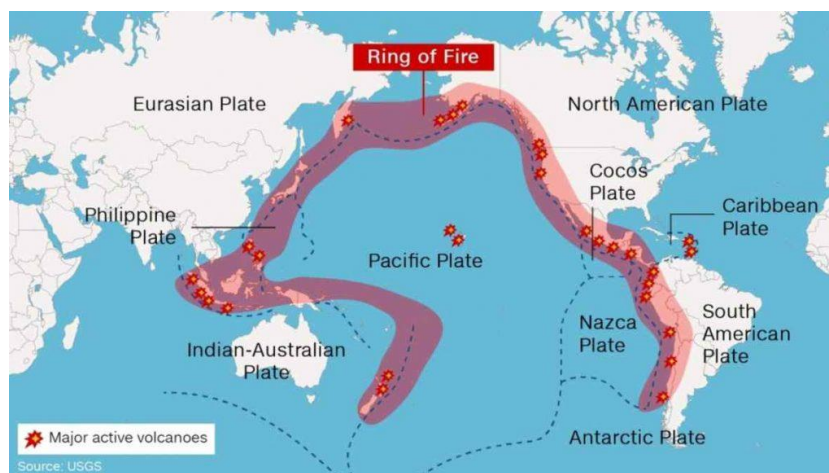 Ring of Fire
Eurasian Plate
North American Plate
Cocos
Plate
Caribbean
Plate
Philippine
Plate
Pacific Plate
Nazca
Plate
South
American
Plate
Indian-Australian
Plate
Antarctic Plate
Major active volcanoes
Source: USGS